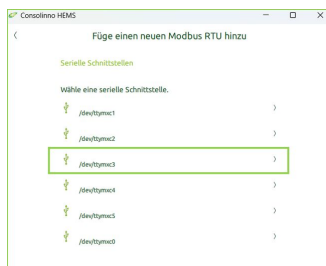 Consolinno HEMS
Füge einen neuen Modbus RTU hinzu
Serielle Schnittstellen
Wähle eine serielle Schnittstelle.
/dev/ttymxc1
/dev/ttymxc2
/dev/ttymxc3
/dev/ttymxc4
/dev/ttymxc5
/dev/ttymxc0